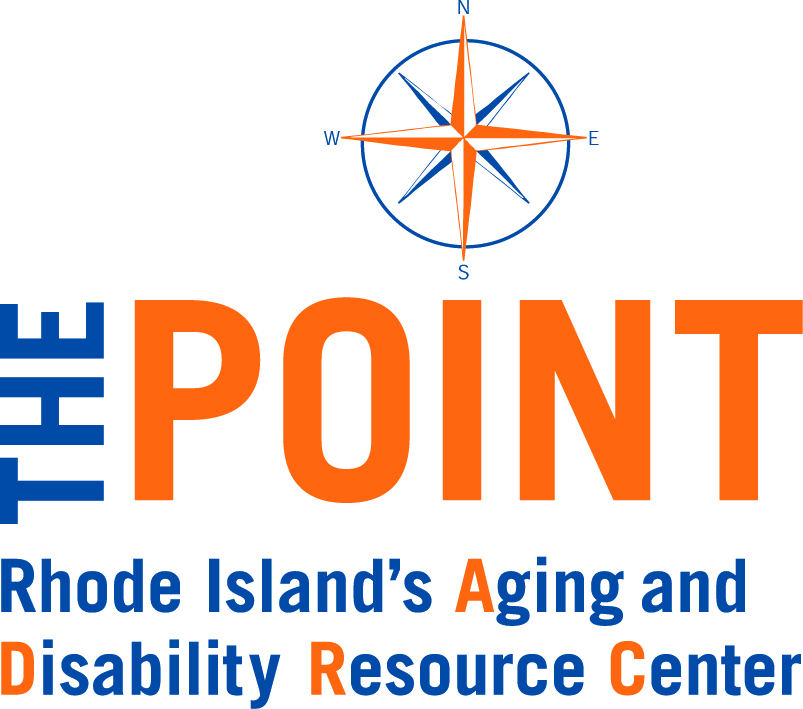 N
W E
S
THE POINT
Rhode Island's Aging and
Disability Resource Center